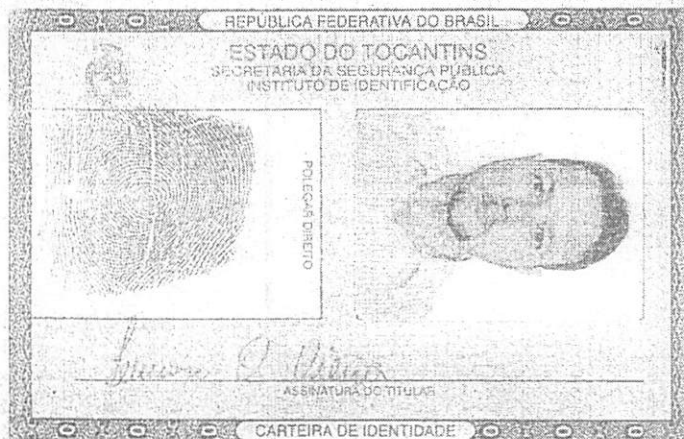 REPÚBLICA FEDERATIVA DO BRASIL
ESTADO DO TOCANTINS
SECRETARIA DA SEGURANÇA PÚBLICA
INSTITUTO DE IDENTIFICAÇÃO
POLEGAR DIREITO
ASSINATURA DO TITULAR
CARTEIRA DE IDENTIDADE